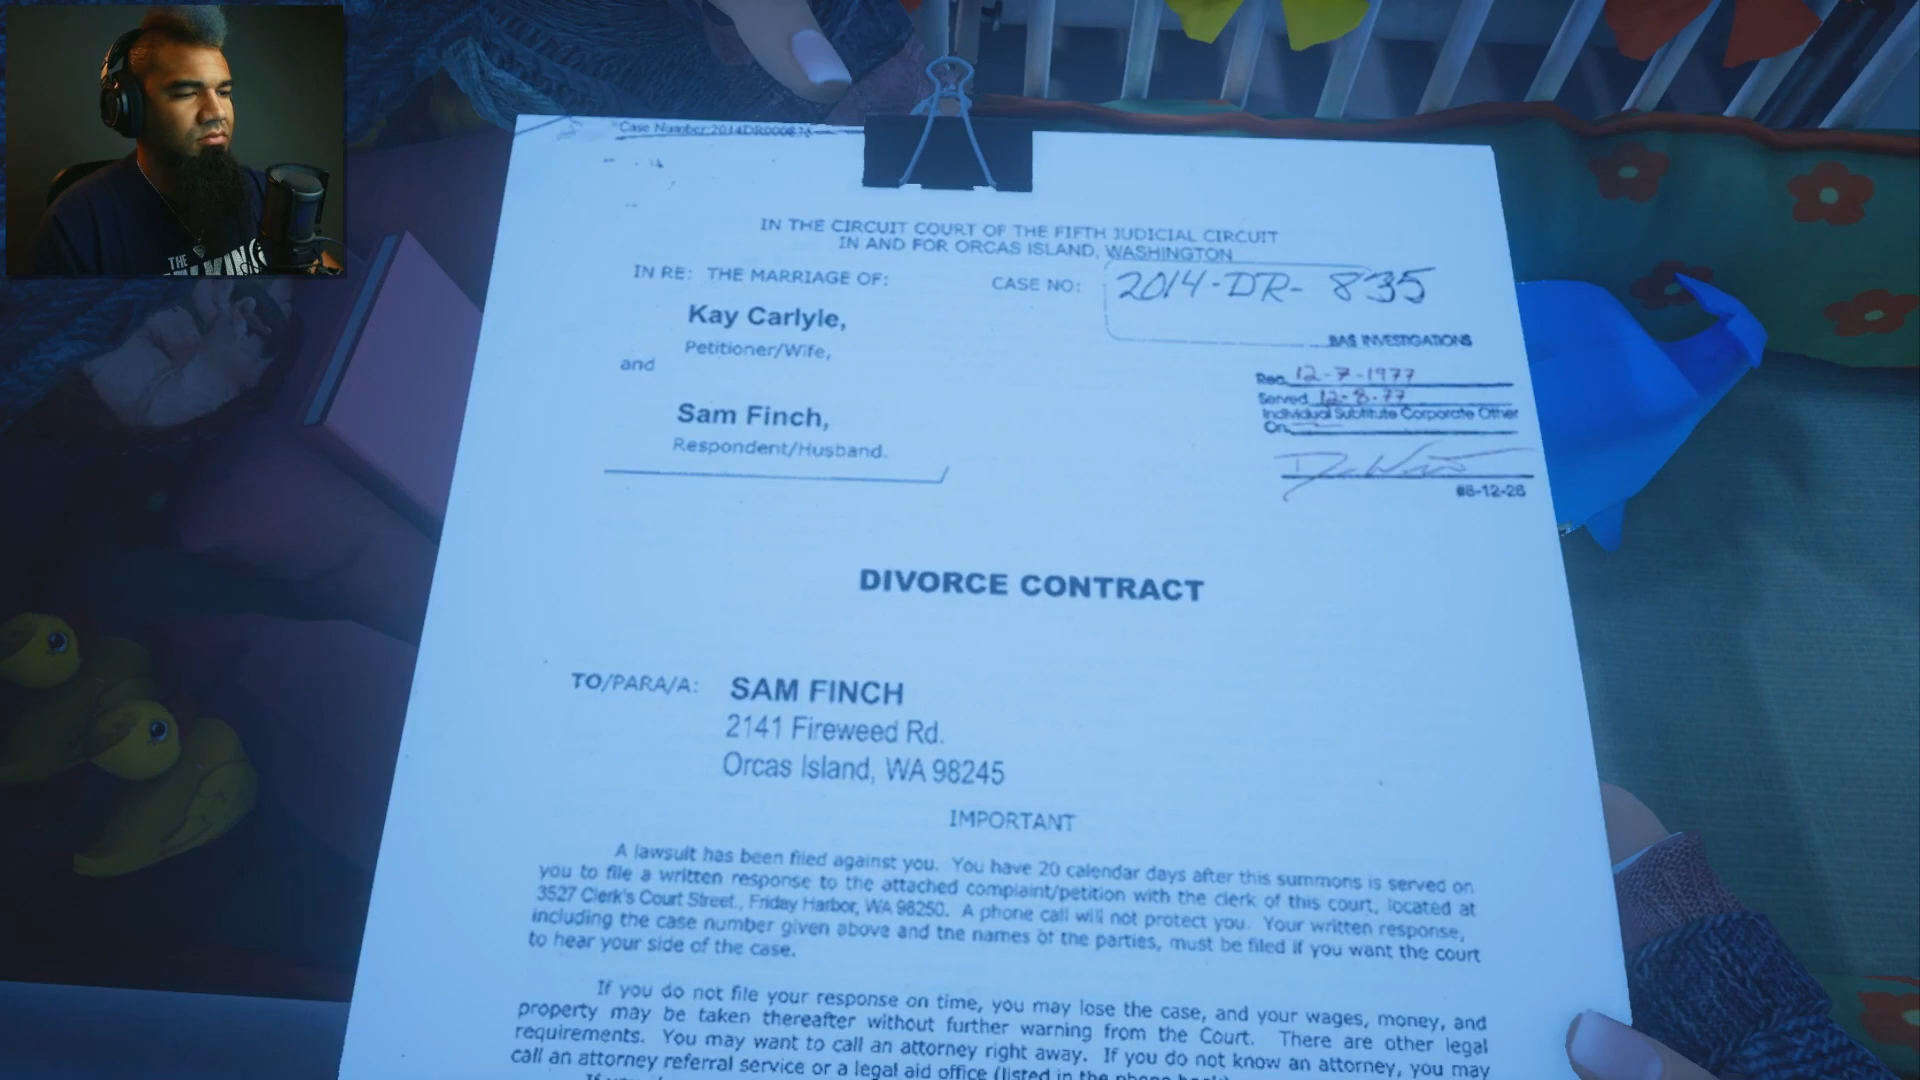 THE
Case Number:2014DR000
IN THE CIRCUIT COURT OF THE FIFTH JUDICIAL CIRCUIT
IN AND FOR ORCAS ISLAND, WASHINGTON
IN RE: THE MARRIAGE OF:
CASE NO:
2014-DR- 835
Kay Carlyle,
Petitioner/Wife,
and
Sam Finch,
Respondent/Husband.
BAS INVESTIGATIONS
Rec. 12-7-1977
Served 12-8-77
Individual Subtitute Corporate Other
On
DIVORCE CONTRACT
TO/PARA/A:
SAM FINCH
2141 Fireweed Rd.
Orcas Island, WA 98245
IMPORTANT
A lawsuit has been filed against you. You have 20 calendar days after this summons is served on
you to file a written response to the attached complaint/petition with the clerk of this court, located at
3527 Clerk's Court Street., Friday Harbor, WA 98250. A phone call will not protect you. Your written response,
including the case number given above and the names of the parties, must be filed if you want the court
to hear your side of the case.
If you do not file your response on time, you may lose the case, and your wages, money, and
property may be taken thereafter without further warning from the Court. There are other legal
requirements. You may want to call an attorney right away. If you do not know an attorney, you may
call an attorney referral service or a legal aid office (listed in the phone book).